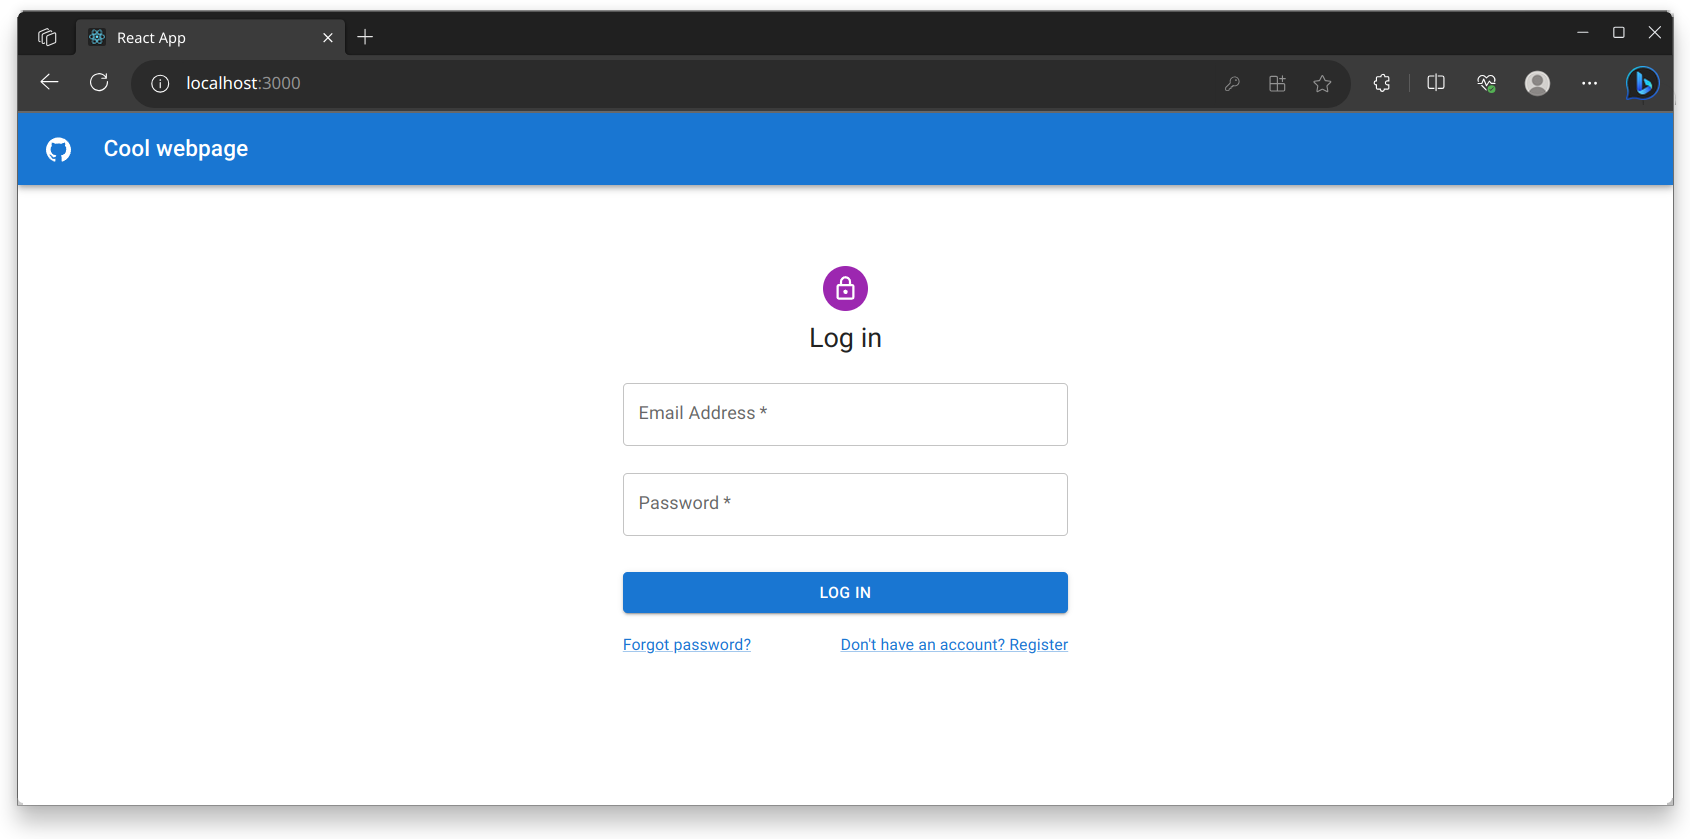 React App
localhost:3000
Cool webpage
Log in
Email Address *
Password *
LOG IN
Forgot password? Don't have an account? Register